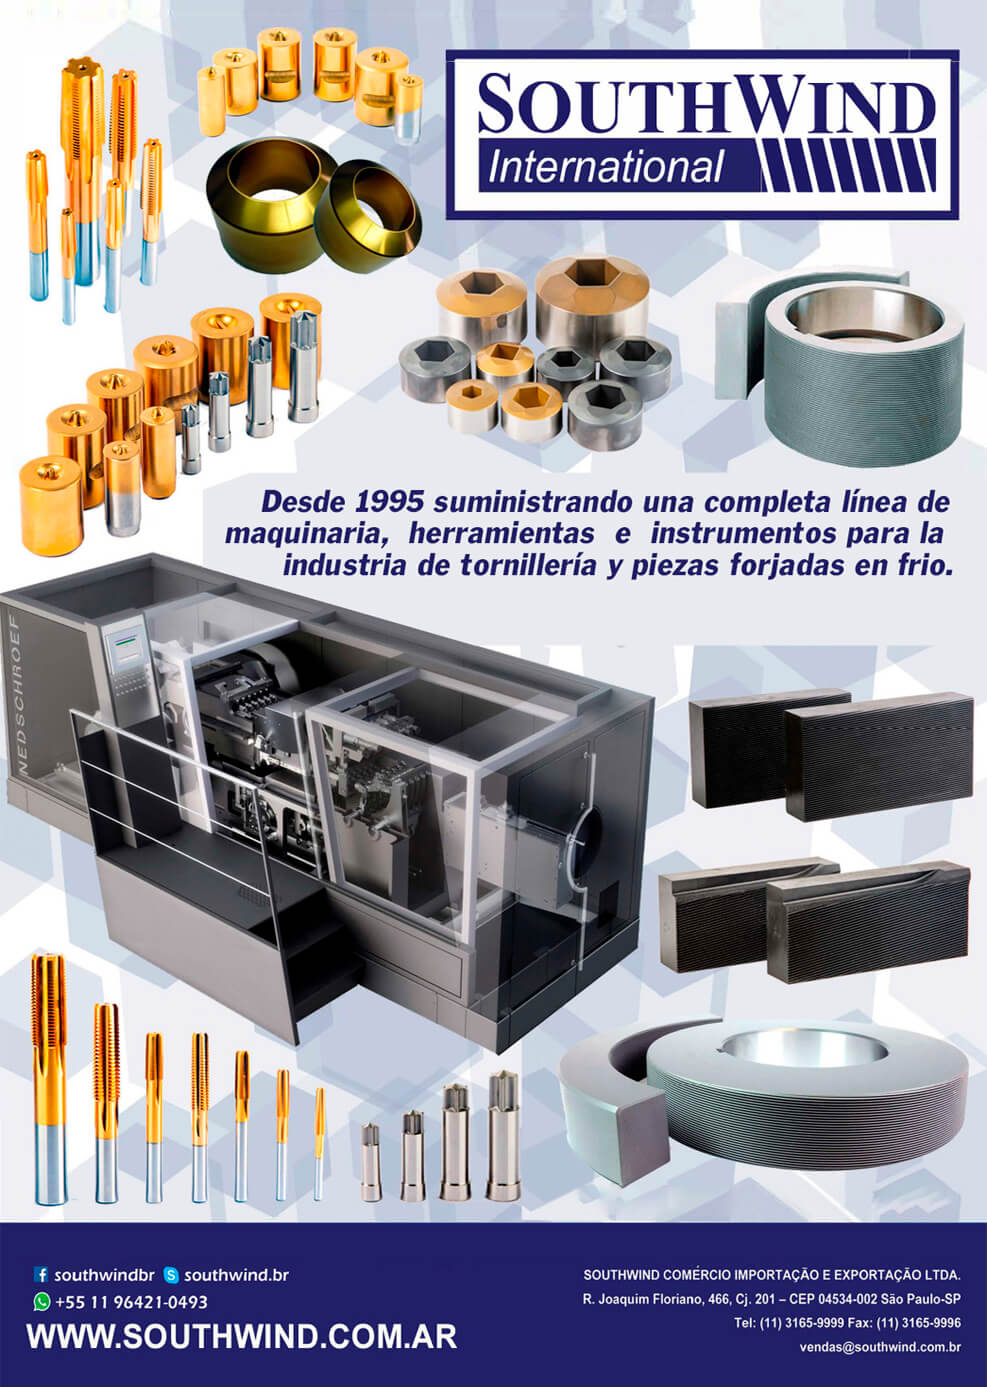 SOUTHWIND
International
Desde 1995 suministrando una completa línea de
maquinaria, herramientas e instrumentos para la
industria de tornillería y piezas forjadas en frio.
NEDSCHROEF
southwindbr southwind.br
+55 11 96421-0493
WWW.SOUTHWIND.COM.AR
SOUTHWIND COMÉRCIO IMPORTAÇÃO E EXPORTAÇÃO LTDA.
R. Joaquim Floriano, 466, Cj. 201 – CEP 04534-002 São Paulo-SP
Tel: (11) 3165-9999 Fax: (11) 3165-9996
vendas@southwind.com.br